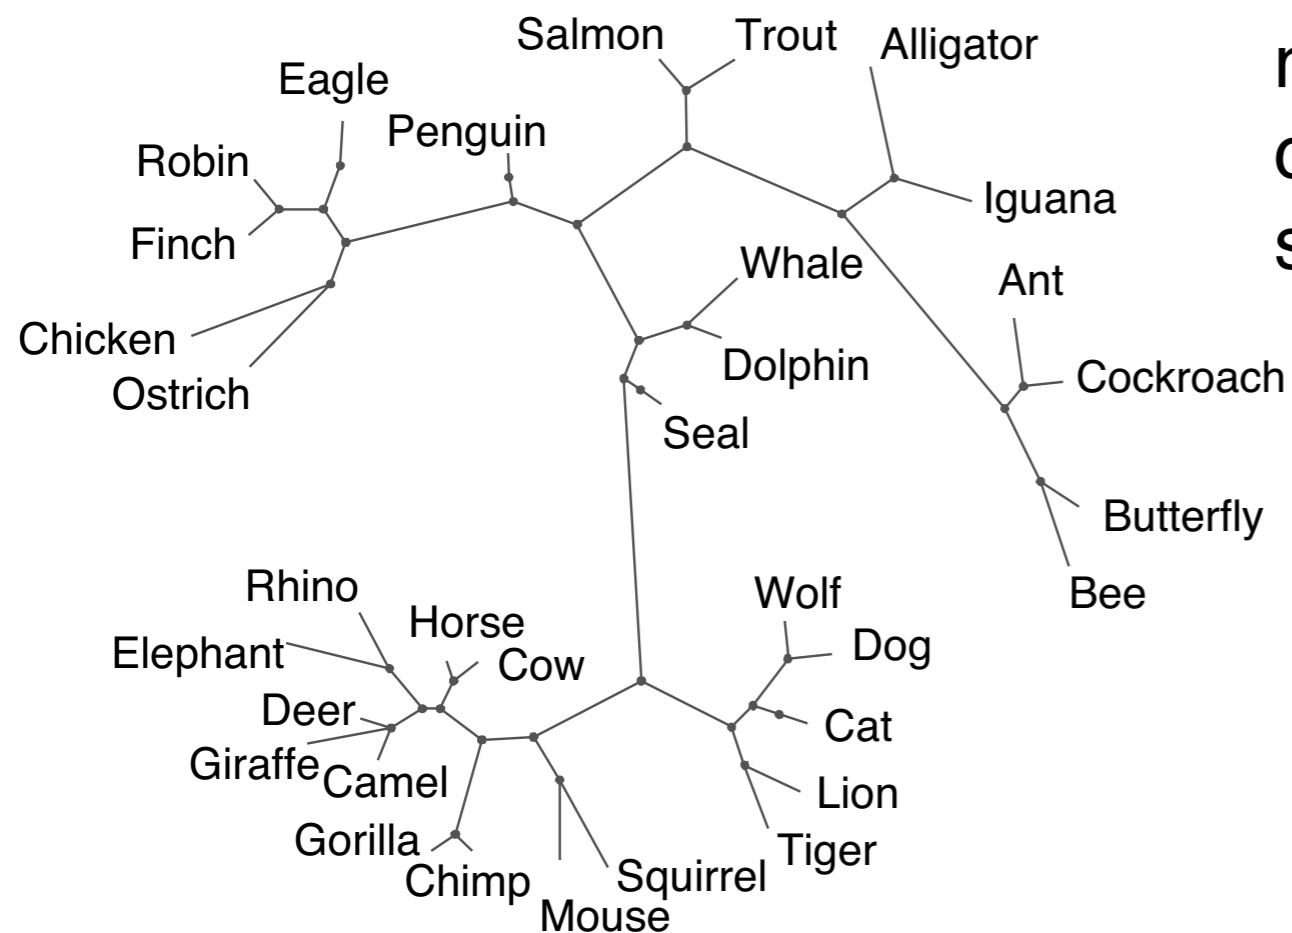 Salmon
Trout
Alligator
Eagle
Penguin
Robin
Iguana
Finch
Whale
Ant
Chicken
Dolphin
Cockroach
Ostrich
Seal
Butterfly
Rhino
Wolf
Bee
Horse
Elephant
Cow
Dog
Deer
Cat
Giraffe
Camel
Lion
Gorilla
Tiger
Chimp
Squirrel
Mouse